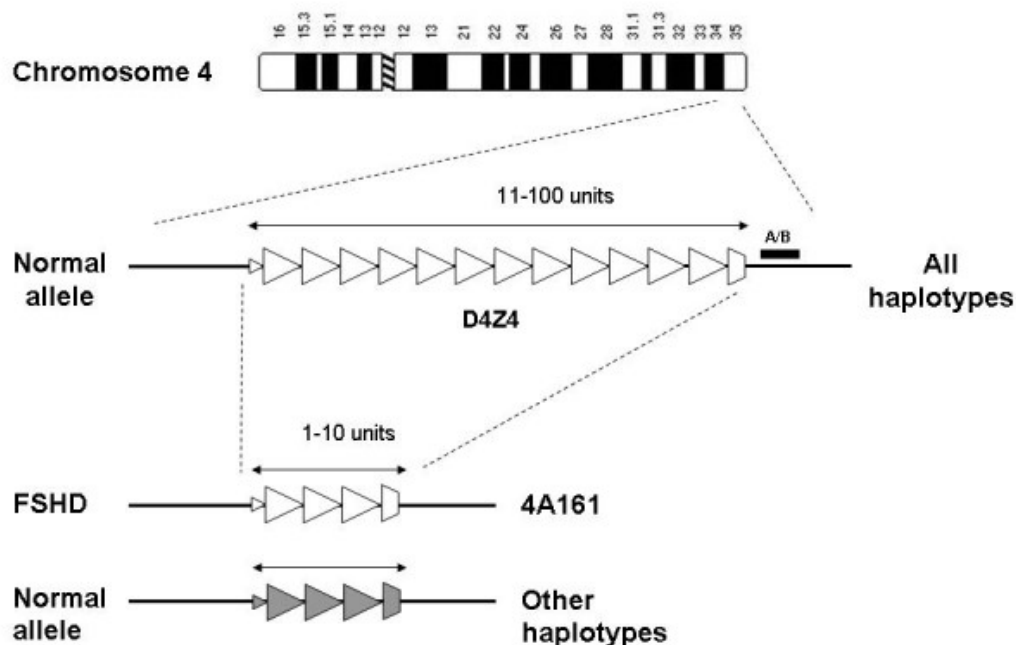 16 15.3 15.1 14 13 12 12 13 21 22 24 26 27 28 31.1 31.3 32 33 34 35
Chromosome 4
11-100 units
A/B
Normal
allele
All
haplotypes
D4Z4
1-10 units
FSHD
4A161
Normal
allele
Other
haplotypes